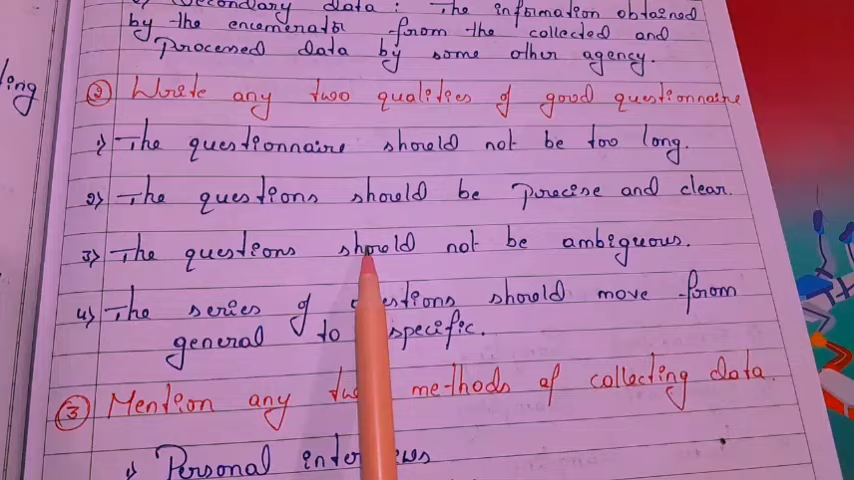 Secondary data : The information obtained
by the enumerator from the collected and
Processed data by some other agency.
ting
② Write any two qualities of good questionnaire
1) The questionnaire should not be too long.
2) The questions should be Precise and clear.
3) The questions should not be ambiguous.
4) The series of questions should move from
general to specific.
③ Mention any two methods of collecting data.
1) Personal interviews